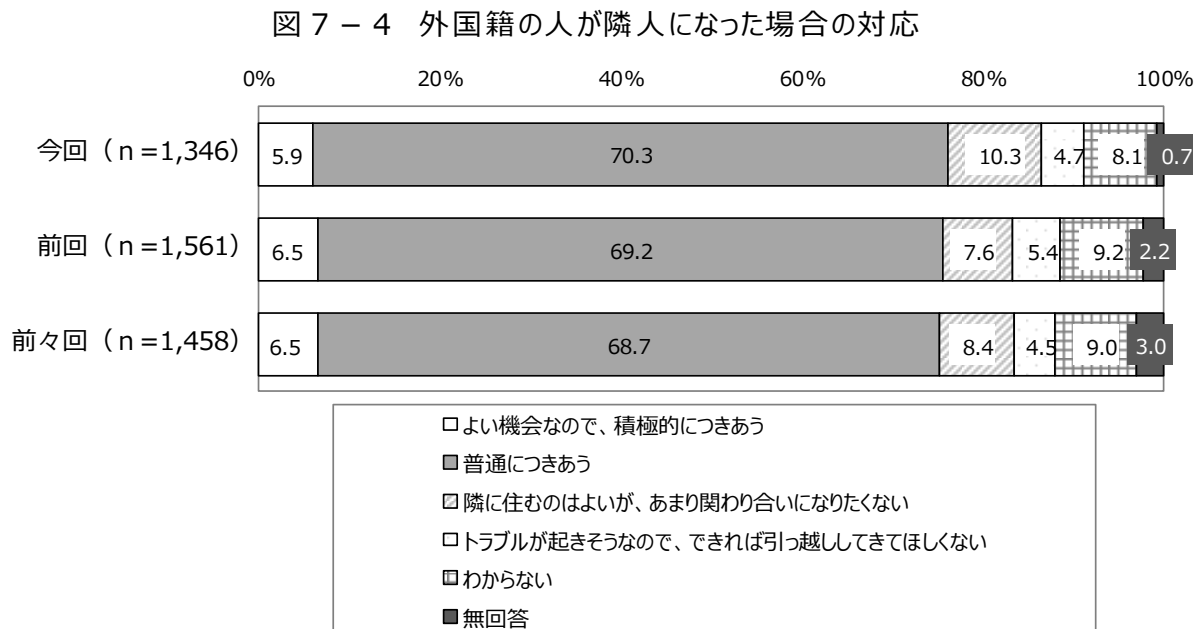 図７－４ 外国籍の人が隣人になった場合の対応
0% 20% 40% 60% 80% 100%
今回（ｎ=1,346） 5.9 70.3 10.3 4.7 8.1 0.7
前回（ｎ=1,561） 6.5 69.2 7.6 5.4 9.2 2.2
前々回（ｎ=1,458） 6.5 68.7 8.4 4.5 9.0 3.0
よい機会なので、積極的につきあう
普通につきあう
隣に住むのはよいが、あまり関わり合いになりたくない
トラブルが起きそうなので、できれば引っ越ししてきてほしくない
わからない
無回答